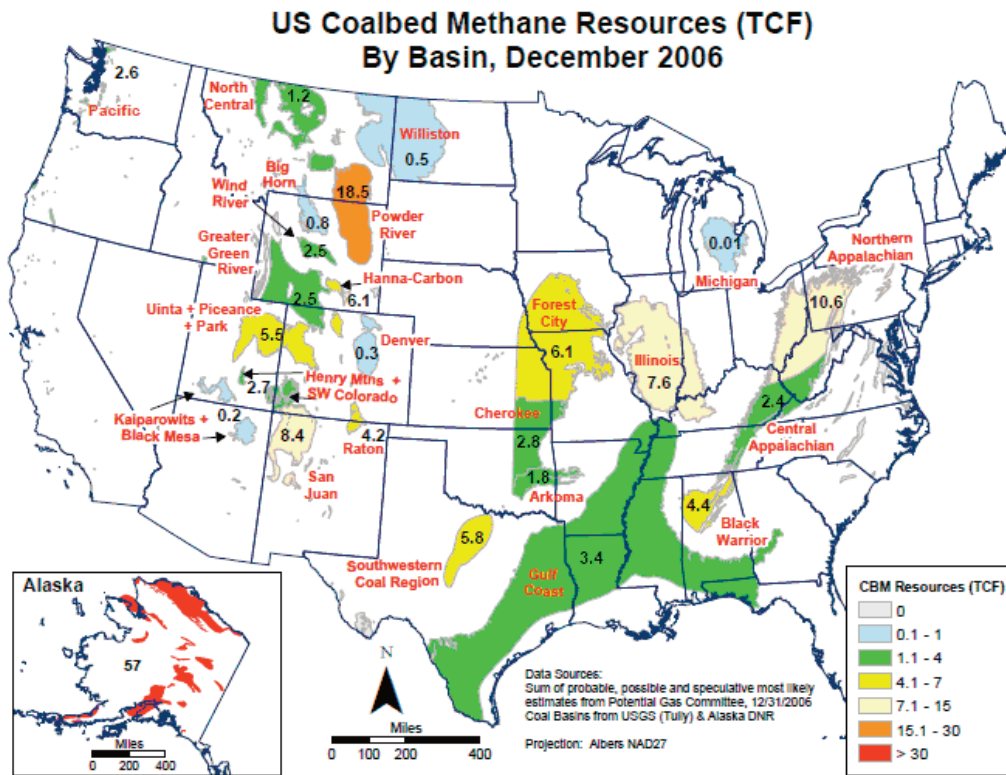 US Coalbed Methane Resources (TCF)
By Basin, December 2006
2.6
Pacific
North
Central
1.2
Williston
0.5
Big
Horn
Wind
River
18.5
0.8
Powder
River
Greater
Green
River
2.5
Hanna-Carbon
2.5
6.1
Uinta + Piceance
+ Park
5.5
Denver
0.3
Henry Mtns +
SW Colorado
2.7
Kaiparowits +
Black Mesa
0.2
8.4
San
Juan
4.2
Raton
Forest
City
6.1
Cherokee
2.8
1.8
Arkoma
Illinois
7.6
0.01
Michigan
Northern
Appalachian
10.6
2.4
Central
Appalachian
4.4
Black
Warrior
5.8
Southwestern
Coal Region
Gulf
Coast
3.4
Alaska
57
Miles
0 200 400
N
Miles
0 200 400
Data Sources:
Sum of probable, possible and speculative most likely
estimates from Potential Gas Committee, 12/31/2006
Coal Basins from USGS (Tully) & Alaska DNR
Projection: Albers NAD27
CBM Resources (TCF)
0
0.1 - 1
1.1 - 4
4.1 - 7
7.1 - 15
15.1 - 30
> 30